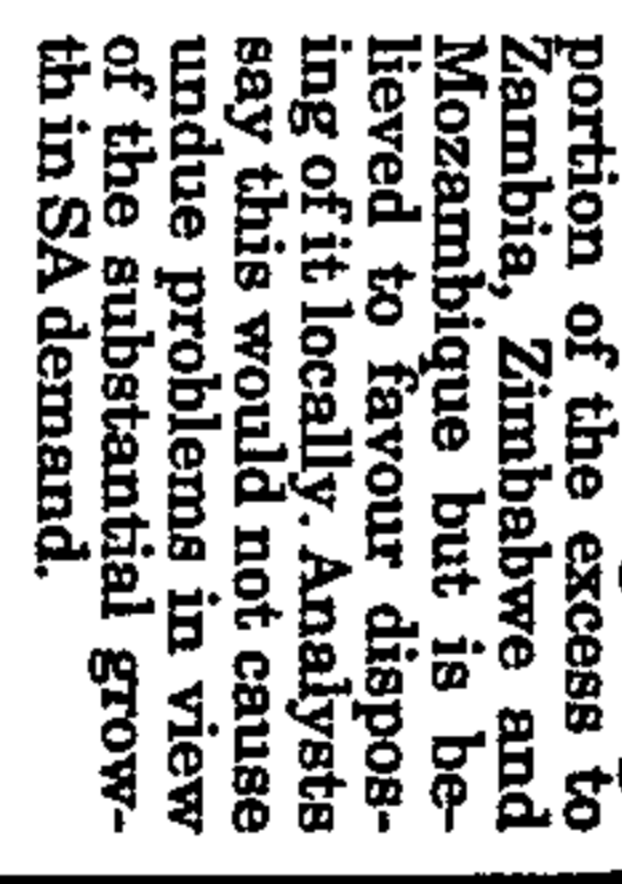 portion of the excess to
Zambia, Zimbabwe and
Mozambique but is be-
lieved to favour dispos-
ing of it locally. Analysts
say this would not cause
undue problems in view
of the substantial grow-
th in SA demand.